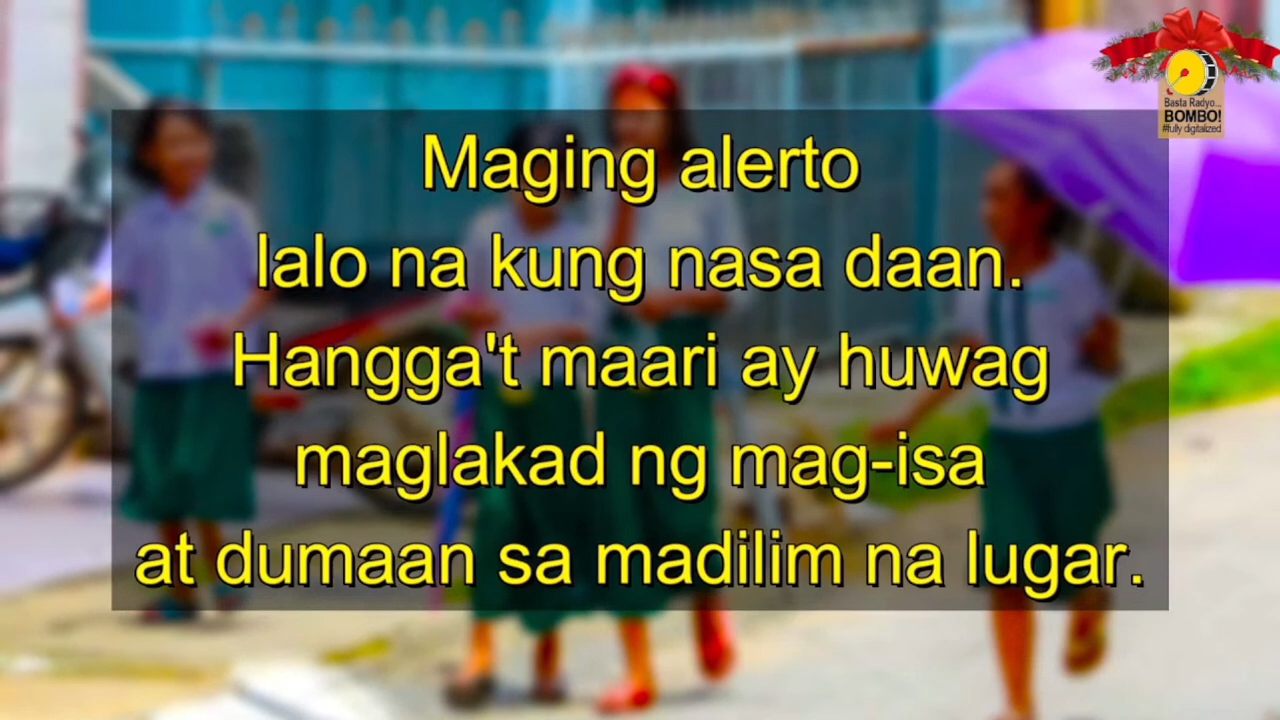 Basta Radyo...
BOMBO!
#fully digitalized
Maging alerto
lalo na kung nasa daan.
Hangga't maari ay huwag
maglakad ng mag-isa
at dumaan sa madilim na lugar.